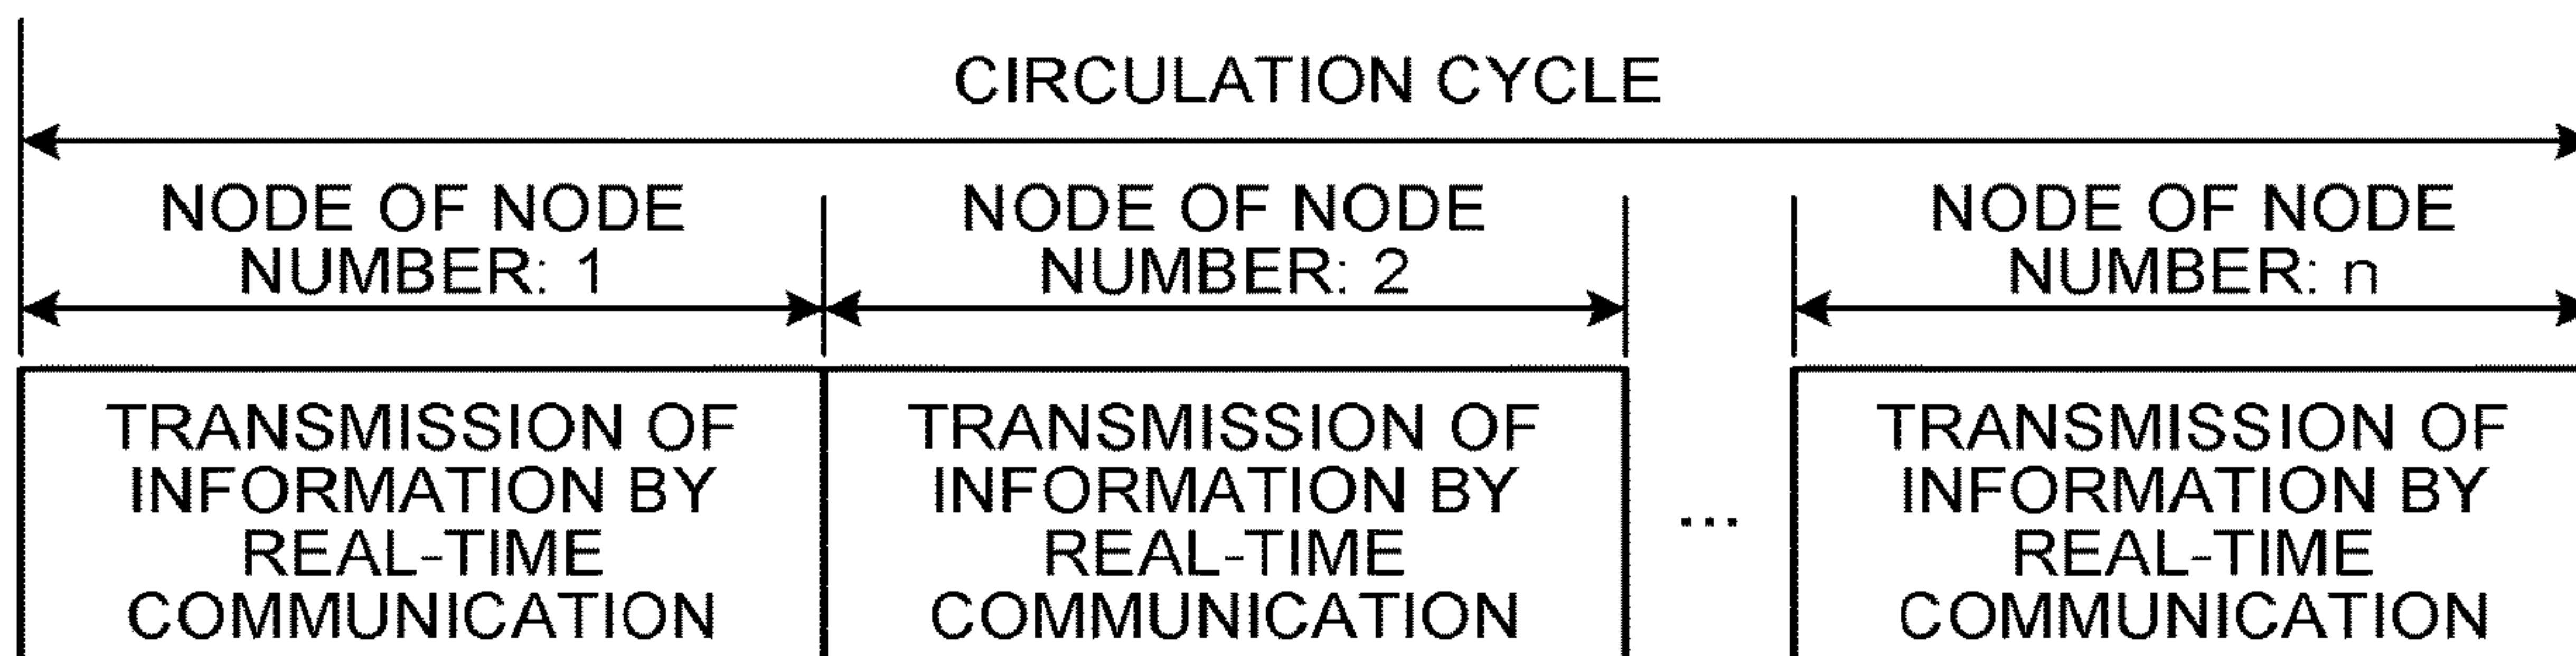 CIRCULATION CYCLE
NODE OF NODE
NUMBER: 1
NODE OF NODE
NUMBER: 2
NODE OF NODE
NUMBER: n
TRANSMISSION OF
INFORMATION BY
REAL-TIME
COMMUNICATION
TRANSMISSION OF
INFORMATION BY
REAL-TIME
COMMUNICATION
...
TRANSMISSION OF
INFORMATION BY
REAL-TIME
COMMUNICATION